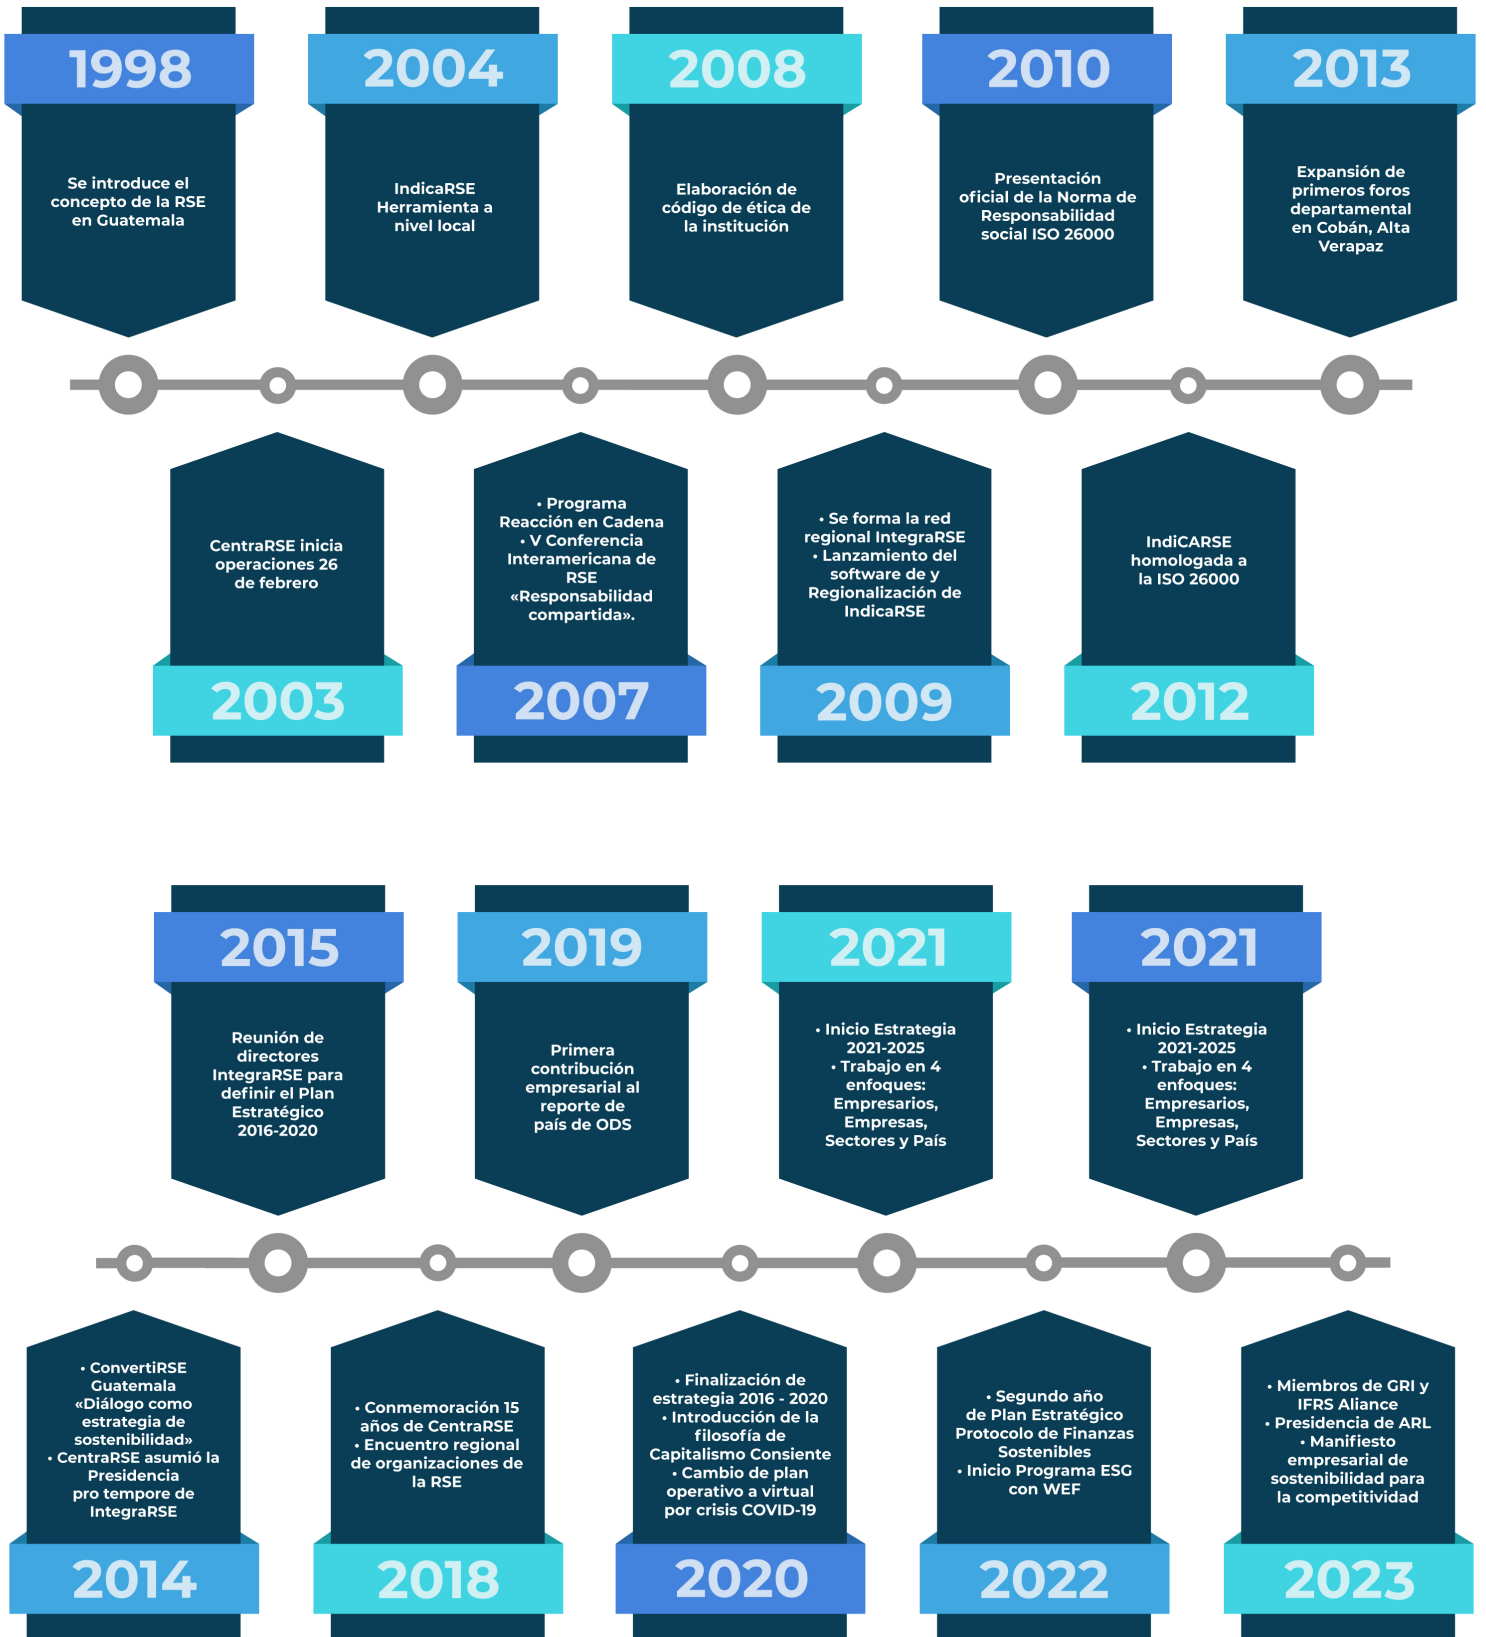 1998
Se introduce el
concepto de la RSE
en Guatemala
2004
IndicaRSE
Herramienta a
nivel local
2008
Elaboración de
código de ética de
la institución
2010
Presentación
oficial de la Norma de
Responsabilidad
social ISO 26000
2013
Expansión de
primeros foros
departamental
en Cobán, Alta
Verapaz
CentraRSE inicia
operaciones 26
de febrero
2003
• Programa
Reacción en Cadena
• V Conferencia
Interamericana de
RSE
«Responsabilidad
compartida».
2007
• Se forma la red
regional IntegraRSE
• Lanzamiento del
software de y
Regionalización de
IndicaRSE
2009
IndiCARSE
homologada a
la ISO 26000
2012
2015
Reunión de
directores
IntegraRSE para
definir el Plan
Estratégico
2016-2020
2019
Primera
contribución
empresarial al
reporte de
país de ODS
2021
• Inicio Estrategia
2021-2025
• Trabajo en 4
enfoques:
Empresarios,
Empresas,
Sectores y País
2021
• Inicio Estrategia
2021-2025
• Trabajo en 4
enfoques:
Empresarios,
Empresas,
Sectores y País
• ConvertiRSE
Guatemala
«Diálogo como
estrategia de
sostenibilidad»
• CentraRSE asumió la
Presidencia
pro tempore de
IntegraRSE
2014
• Conmemoración 15
años de CentraRSE
• Encuentro regional
de organizaciones de
la RSE
2018
• Finalización de
estrategia 2016 - 2020
• Introducción de la
filosofía de
Capitalismo Consiente
• Cambio de plan
operativo a virtual
por crisis COVID-19
2020
• Segundo año
de Plan Estratégico
Protocolo de Finanzas
Sostenibles
• Inicio Programa ESG
con WEF
2022
• Miembros de GRI y
IFRS Aliance
• Presidencia de ARL
• Manifiesto
empresarial de
sostenibilidad para
la competitividad
2023